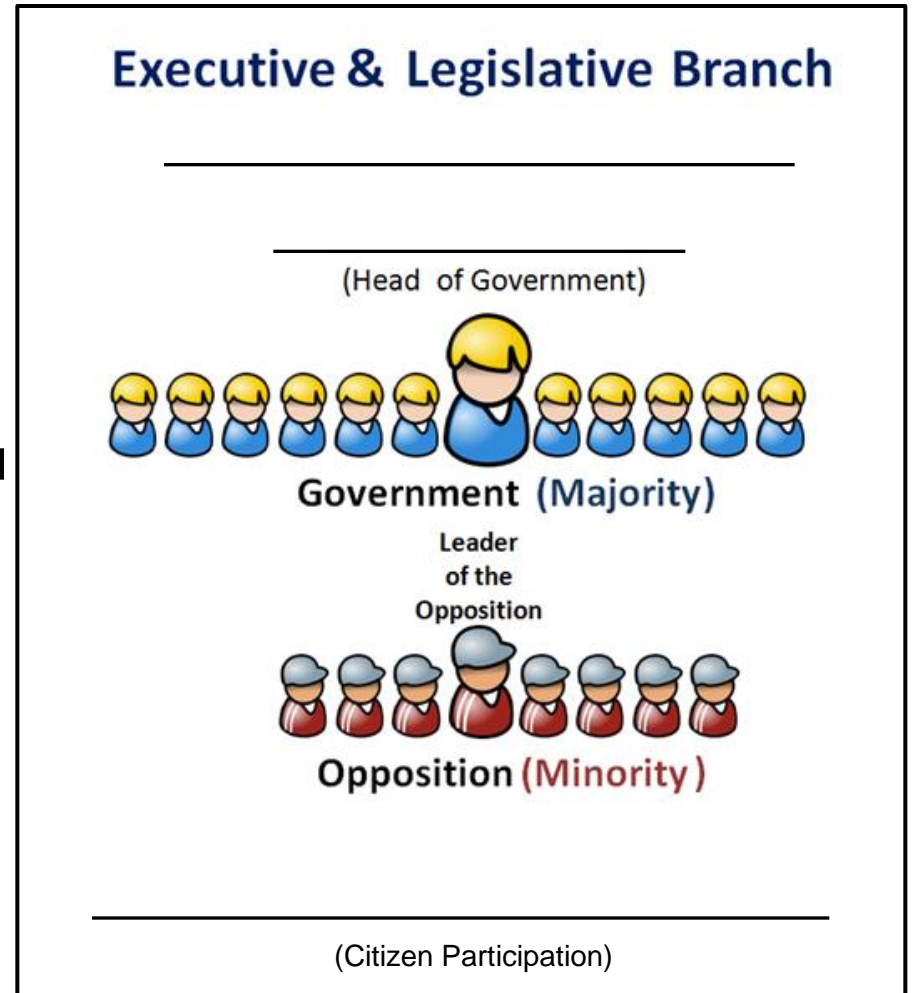 Executive & Legislative Branch
(Head of Government)
Government (Majority)
Leader
of the
Opposition
Opposition (Minority)
(Citizen Participation)